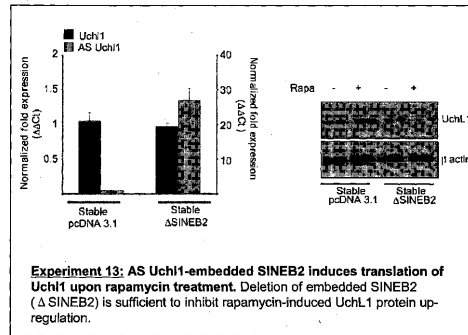 Uchl1
AS Uchl1
Normalized fold expression
(ΔΔCt)
2
1.5
1
0.5
40
30
20
10
Normalized fold expression
(ΔΔCt)
Stable
pcDNA 3.1
Stable
ΔSINEB2
Rapa - + - +
UchL1
β actin
Stable
pcDNA 3.1
Stable
ΔSINEB2
Experiment 13: AS Uchl1-embedded SINEB2 induces translation of
Uchl1 upon rapamycin treatment. Deletion of embedded SINEB2
(Δ SINEB2) is sufficient to inhibit rapamycin-induced UchL1 protein up-
regulation.